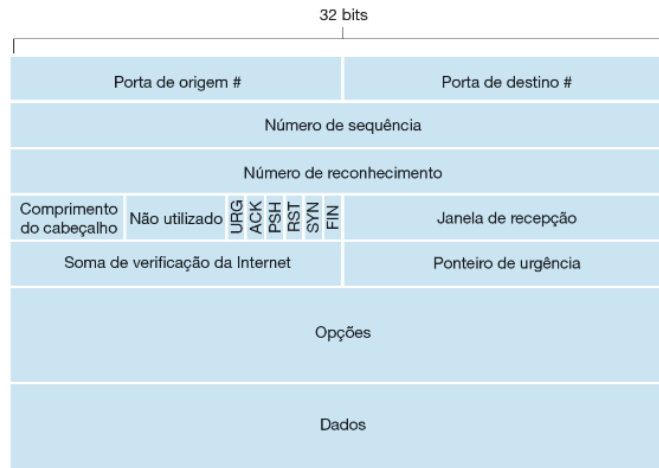 32 bits
Porta de origem #
Porta de destino #
Número de sequência
Número de reconhecimento
Comprimento
do cabeçalho
Não utilizado
URG
ACK
PSH
RST
SYN
FIN
Janela de recepção
Soma de verificação da Internet
Ponteiro de urgência
Opções
Dados